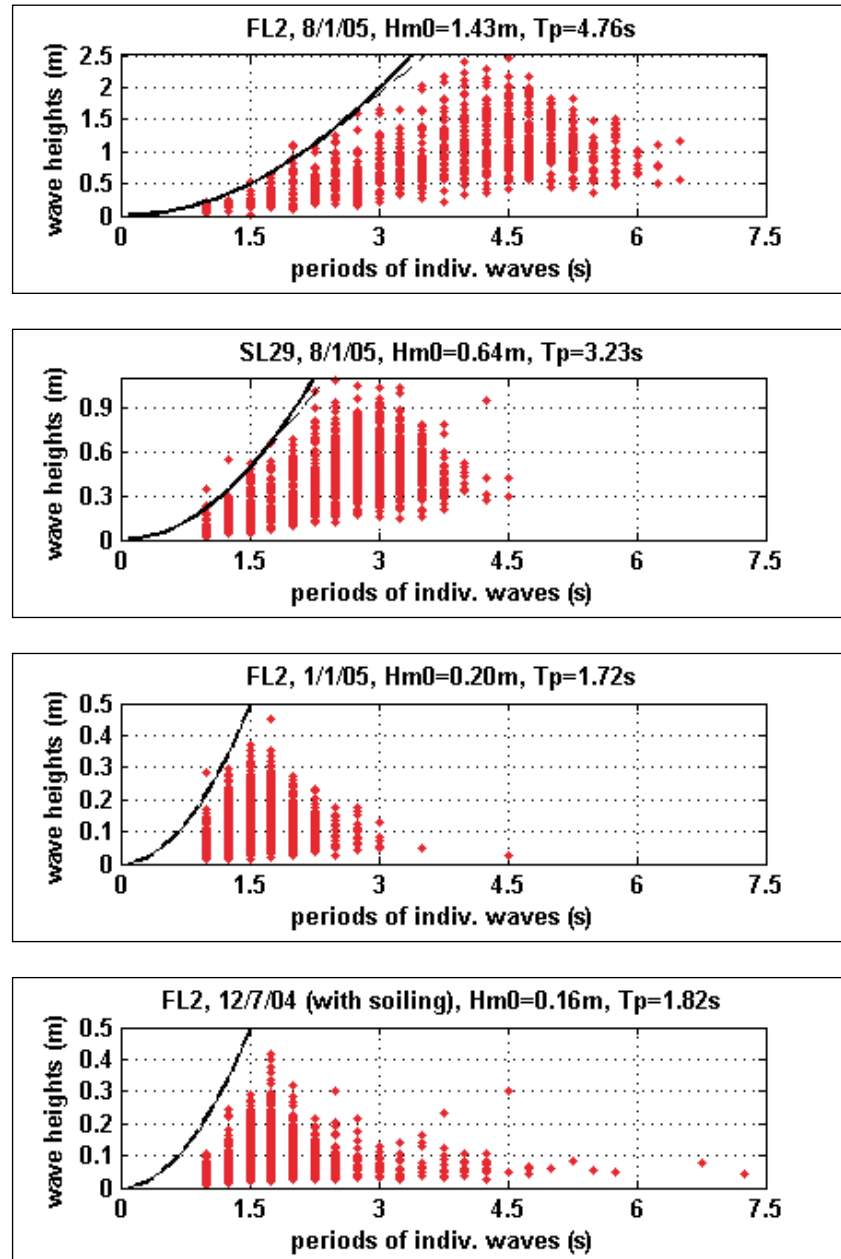 FL2, 8/1/05, Hm0=1.43m, Tp=4.76s
wave heights (m)
2.5
2
1.5
1
0.5
0
0 1.5 3 4.5 6 7.5
periods of indiv. waves (s)
SL29, 8/1/05, Hm0=0.64m, Tp=3.23s
wave heights (m)
0.9
0.6
0.3
0
0 1.5 3 4.5 6 7.5
periods of indiv. waves (s)
FL2, 1/1/05, Hm0=0.20m, Tp=1.72s
wave heights (m)
0.5
0.4
0.3
0.2
0.1
0
0 1.5 3 4.5 6 7.5
periods of indiv. waves (s)
FL2, 12/7/04 (with soiling), Hm0=0.16m, Tp=1.82s
wave heights (m)
0.5
0.4
0.3
0.2
0.1
0
0 1.5 3 4.5 6 7.5
periods of indiv. waves (s)